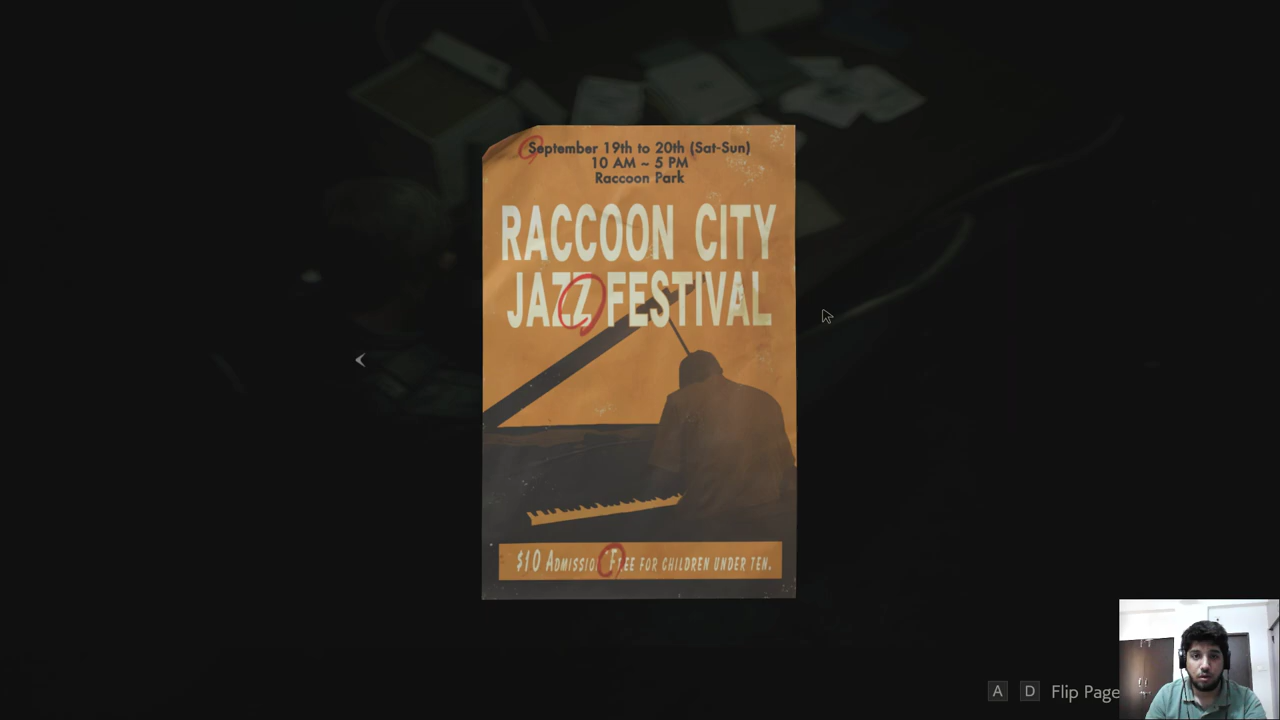 September 19th to 20th (Sat-Sun)
10 AM ~ 5 PM
Raccoon Park
RACCOON CITY
JAZZ FESTIVAL
$10 Admission Free for children under ten.
A D Flip Page